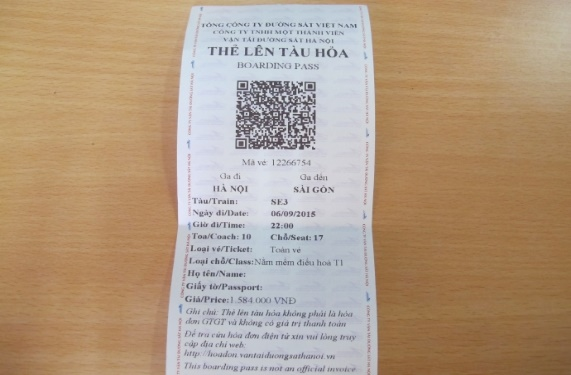 TỔNG CÔNG TY ĐƯỜNG SẮT VIỆT NAM
CÔNG TY TNHH MỘT THÀNH VIÊN
VẬN TẢI ĐƯỜNG SẮT HÀ NỘI
THẺ LÊN TÀU HỎA
BOARDING PASS
Mã vé: 12266754
Ga đi Ga đến
HÀ NỘI SÀI GÒN
Tàu/Train: SE3
Ngày đi/Date: 06/09/2015
Giờ đi/Time: 22:00
Toa/Coach: 10 Chỗ/Seat: 17
Loại vé/Ticket: Toàn vé
Loại chỗ/Class: Nằm mềm điều hoà T1
Họ tên/Name:
Giấy tờ/Passport:
Giá/Price: 1.584.000 VNĐ
Ghi chú: Thẻ lên tàu hỏa không phải là hóa
đơn GTGT và không có giá trị thanh toán
Để tra cứu hóa đơn điện tử xin vui lòng truy
cập địa chỉ web:
http://hoadon.vantaiduongsathanoi.vn
This boarding pass is not an official invoice